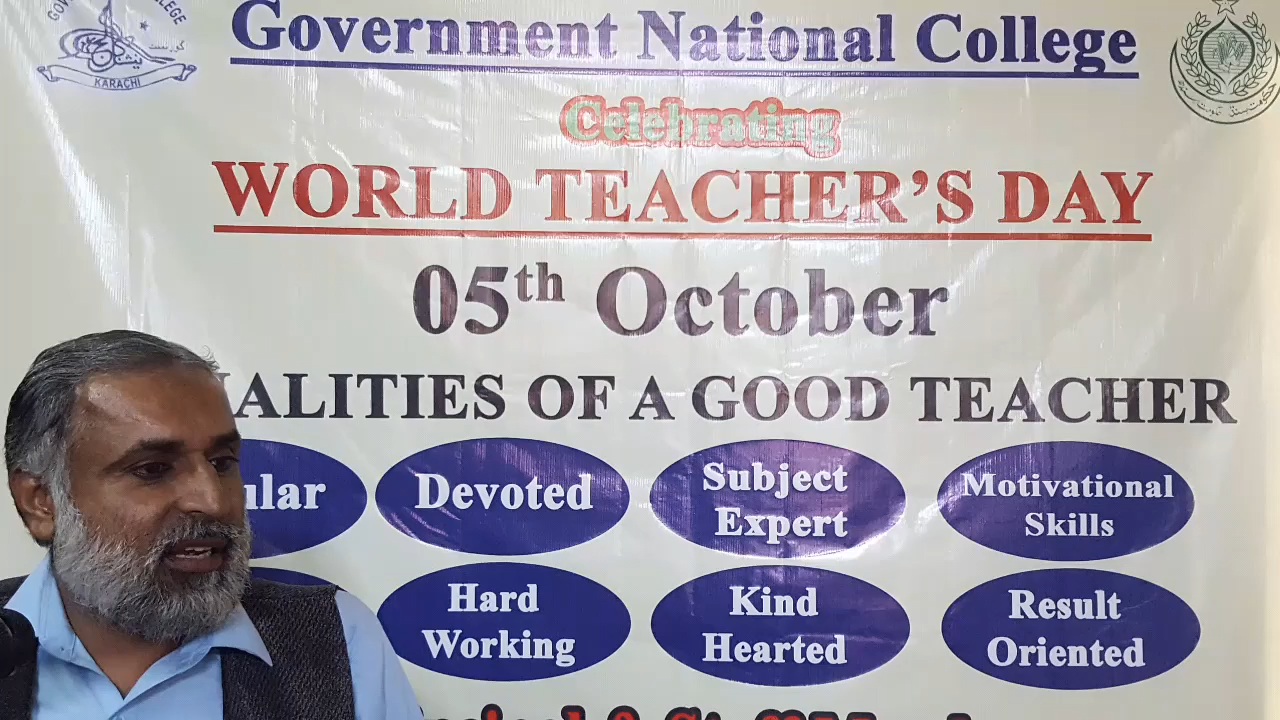 Government National College
COLLEGE
KARACHI
Celebrating
WORLD TEACHER'S DAY
05th October
ALITIES OF A GOOD TEACHER
ular
Devoted
Subject
Expert
Motivational
Skills
Hard
Working
Kind
Hearted
Result
Oriented